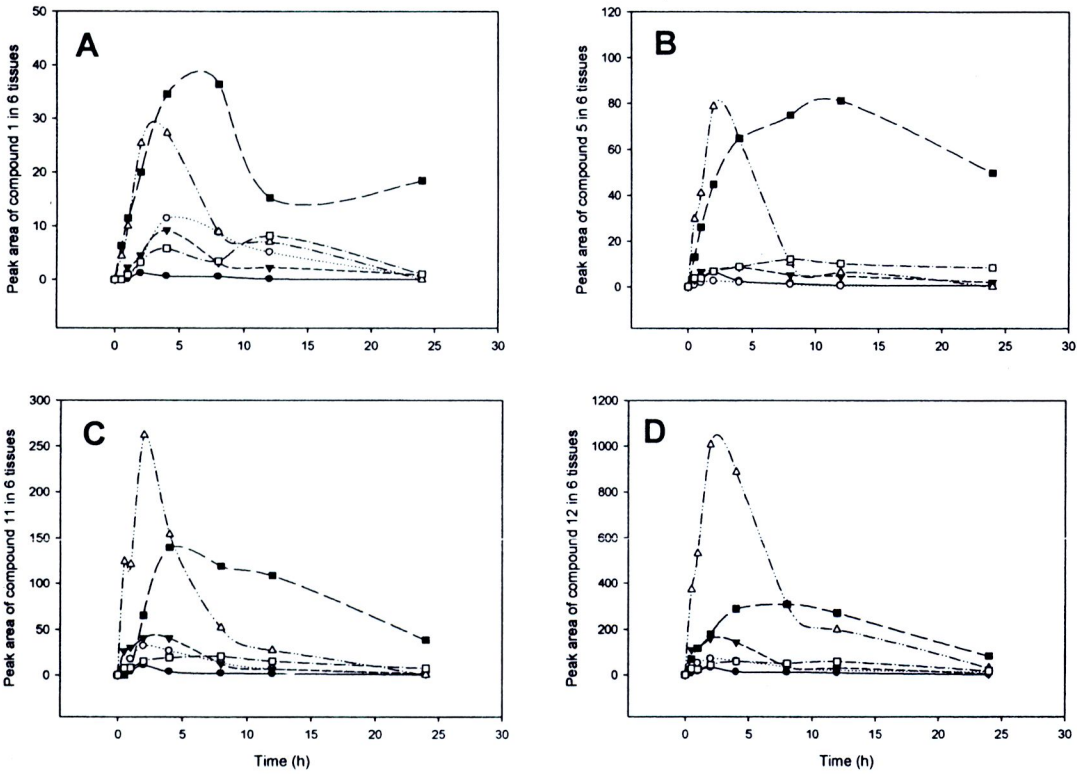 A
Peak area of compound 1 in 6 tissues
50
40
30
20
10
0
0 5 10 15 20 25 30
B
Peak area of compound 5 in 6 tissues
120
100
80
60
40
20
0
0 5 10 15 20 25 30
C
Peak area of compound 11 in 6 tissues
300
250
200
150
100
50
0
0 5 10 15 20 25 30
Time (h)
D
Peak area of compound 12 in 6 tissues
1200
1000
800
600
400
200
0
0 5 10 15 20 25 30
Time (h)